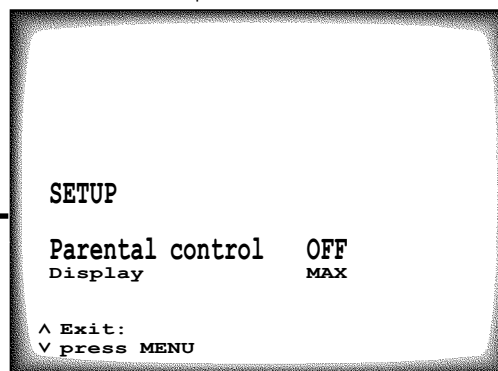 SETUP
Parental control OFF
Display MAX
^ Exit:
v press MENU